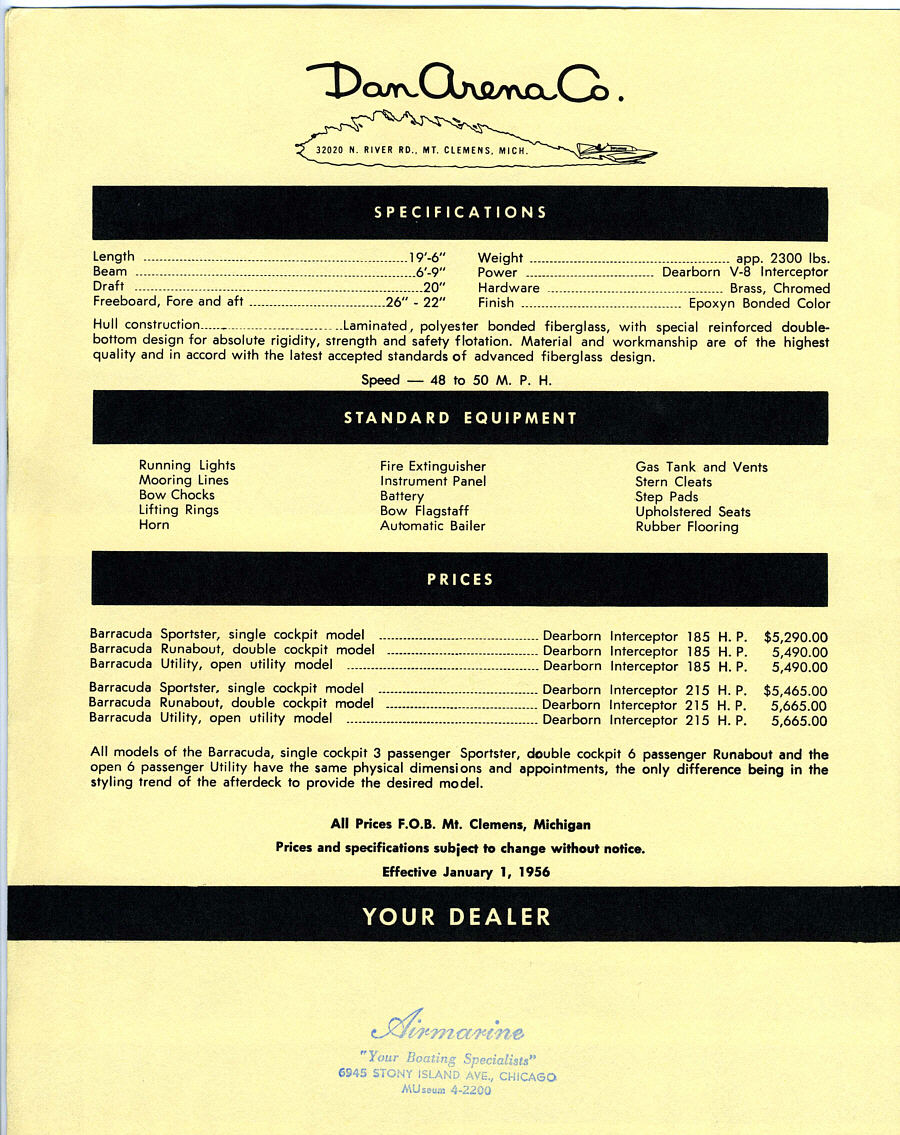 Dan Arena Co.
32020 N. RIVER RD., MT. CLEMENS, MICH.
SPECIFICATIONS
Length ........ 19'-6"
Beam ........ 6'-9"
Draft ........ 20"
Freeboard, Fore and aft ........ 26" - 22"
Weight ........ app. 2300 lbs.
Power ........ Dearborn V-8 Interceptor
Hardware ........ Brass, Chromed
Finish ........ Epoxyn Bonded Color
Hull construction........Laminated, polyester bonded fiberglass, with special reinforced double-
bottom design for absolute rigidity, strength and safety flotation. Material and workmanship are of the highest
quality and in accord with the latest accepted standards of advanced fiberglass design.
Speed — 48 to 50 M. P. H.
STANDARD EQUIPMENT
Running Lights
Mooring Lines
Bow Chocks
Lifting Rings
Horn
Fire Extinguisher
Instrument Panel
Battery
Bow Flagstaff
Automatic Bailer
Gas Tank and Vents
Stern Cleats
Step Pads
Upholstered Seats
Rubber Flooring
PRICES
Barracuda Sportster, single cockpit model ........ Dearborn Interceptor 185 H. P. $5,290.00
Barracuda Runabout, double cockpit model ........ Dearborn Interceptor 185 H. P. 5,490.00
Barracuda Utility, open utility model ........ Dearborn Interceptor 185 H. P. 5,490.00
Barracuda Sportster, single cockpit model ........ Dearborn Interceptor 215 H. P. $5,465.00
Barracuda Runabout, double cockpit model ........ Dearborn Interceptor 215 H. P. 5,665.00
Barracuda Utility, open utility model ........ Dearborn Interceptor 215 H. P. 5,665.00
All models of the Barracuda, single cockpit 3 passenger Sportster, double cockpit 6 passenger Runabout and the
open 6 passenger Utility have the same physical dimensions and appointments, the only difference being in the
styling trend of the afterdeck to provide the desired model.
All Prices F.O.B. Mt. Clemens, Michigan
Prices and specifications subject to change without notice.
Effective January 1, 1956
YOUR DEALER
Airmarine
"Your Boating Specialists"
6945 STONY ISLAND AVE., CHICAGO
MUseum 4-2200